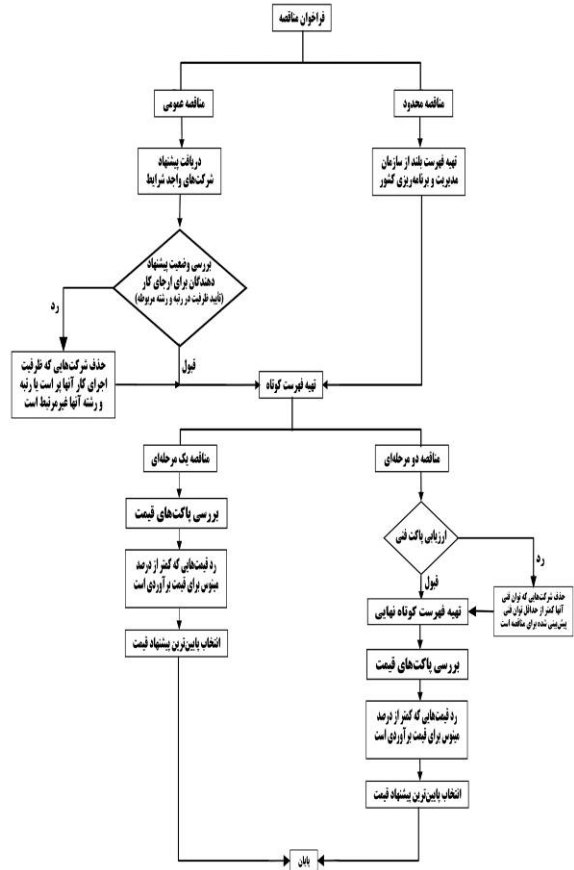 فراخوان مناقصه
مناقصه محدود
مناقصه عمومی
تهیه فهرست بلند از سازمان
مدیریت و برنامه‌ریزی کشور
دریافت پیشنهاد
شرکت‌های واجد شرایط
بررسی وضعیت پیشنهاد
دهندگان برای ارجای کار
(تأیید ظرفیت در رتبه و رشته مربوطه)
رد
قبول
حذف شرکت‌هایی که ظرفیت
اجرای کار آنها پر است یا رتبه
و رشته آنها غیرمرتبط است
تهیه فهرست کوتاه
مناقصه دو مرحله‌ای
مناقصه یک مرحله‌ای
ارزیابی پاکت فنی
رد
قبول
حذف شرکت‌هایی که توان فنی
آنها کمتر از حداقل توان فنی
پیش‌بینی شده برای مناقصه است
تهیه فهرست کوتاه نهایی
بررسی پاکت‌های قیمت
رد قیمت‌هایی که کمتر از درصد
مینوس برای قیمت برآوردی است
انتخاب پایین‌ترین پیشنهاد قیمت
بررسی پاکت‌های قیمت
رد قیمت‌هایی که کمتر از درصد
مینوس برای قیمت برآوردی است
انتخاب پایین‌ترین پیشنهاد قیمت
پایان